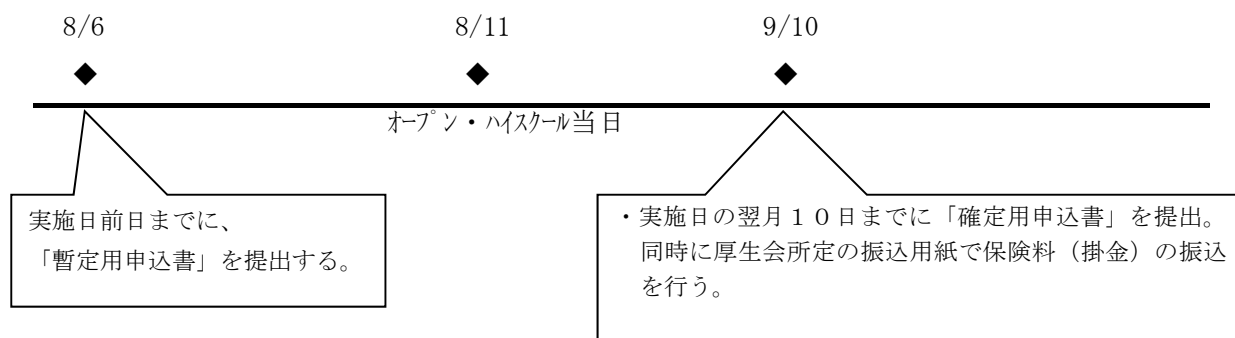 8/6 8/11 9/10
◆ ◆ ◆
ｵｰﾌﾟﾝ・ﾊｲｽｸｰﾙ当日
実施日前日までに、
「暫定用申込書」を提出する。
・実施日の翌月１０日までに「確定用申込書」を提出。
同時に厚生会所定の振込用紙で保険料（掛金）の振込
を行う。